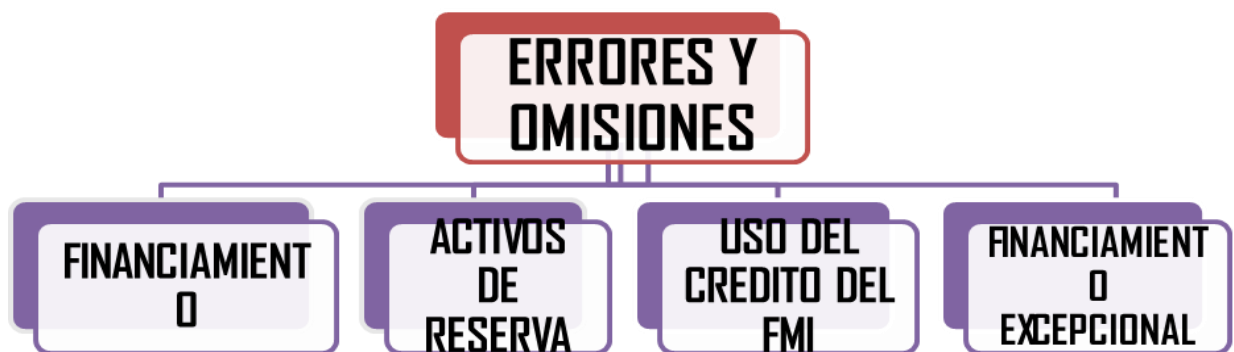 ERRORES Y
OMISIONES
FINANCIAMIENT
O
ACTIVOS
DE
RESERVA
USO DEL
CREDITO DEL
FMI
FINANCIAMIENT
O
EXCEPCIONAL